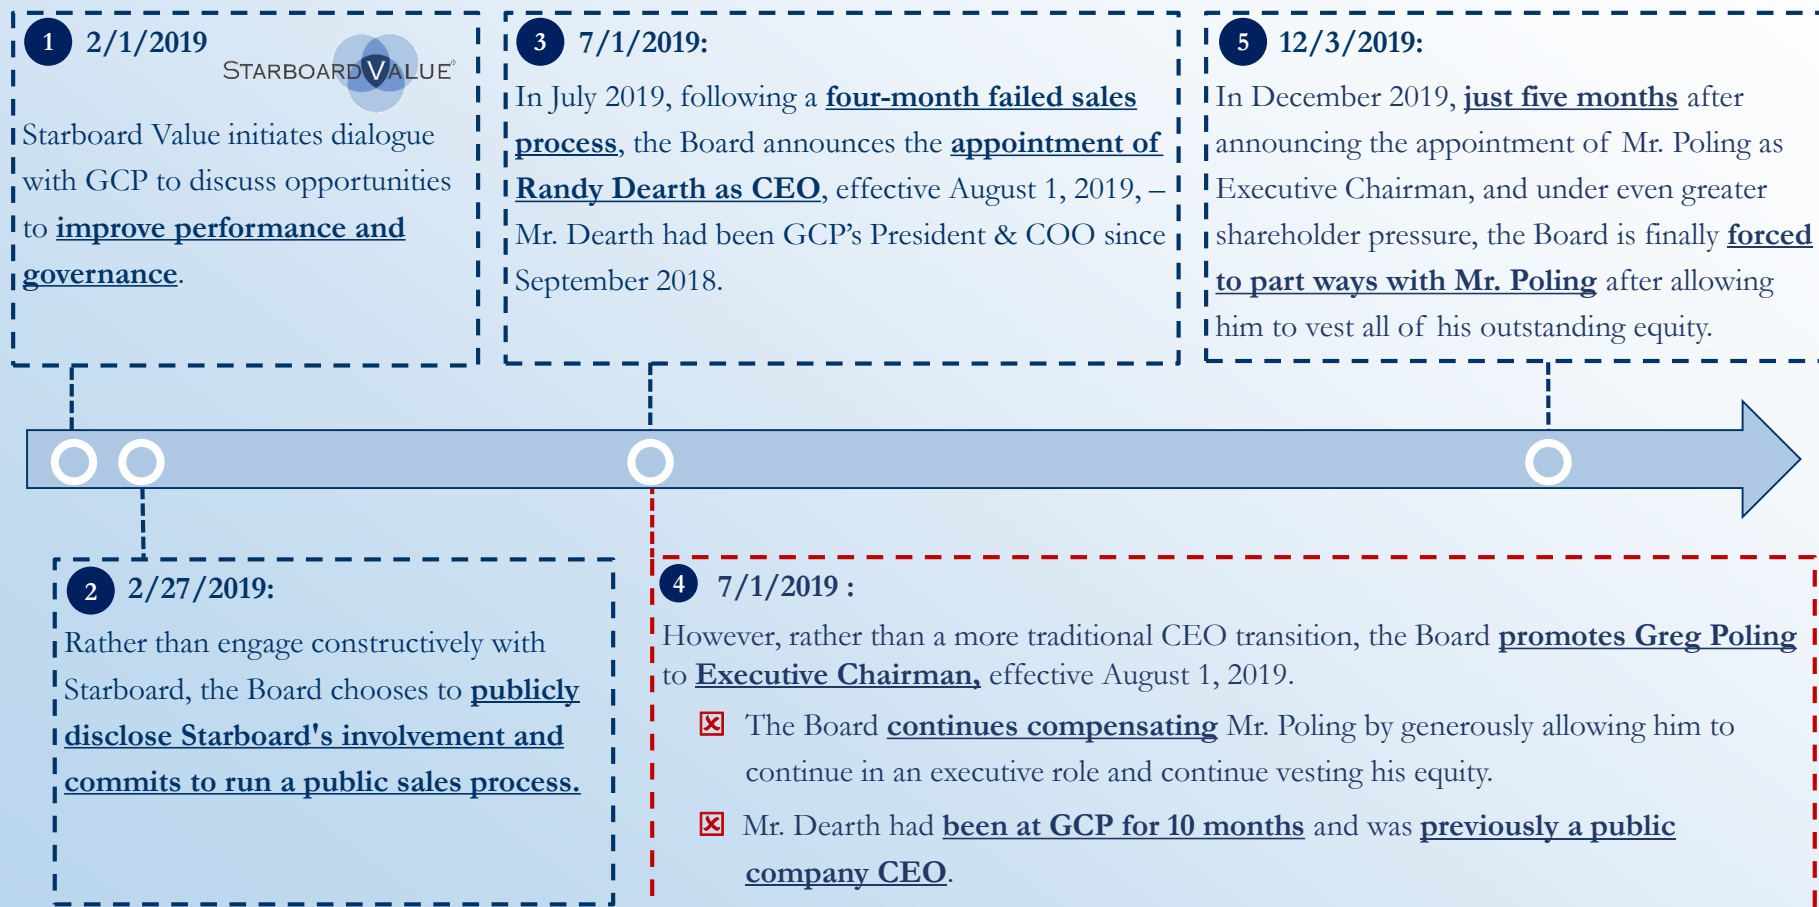 1 2/1/2019
STARBOARD VALUE®
Starboard Value initiates dialogue
with GCP to discuss opportunities
to improve performance and
governance.
2 2/27/2019:
Rather than engage constructively with
Starboard, the Board chooses to publicly
disclose Starboard's involvement and
commits to run a public sales process.
3 7/1/2019:
In July 2019, following a four-month failed sales
process, the Board announces the appointment of
Randy Dearth as CEO, effective August 1, 2019, –
Mr. Dearth had been GCP's President & COO since
September 2018.
4 7/1/2019 :
However, rather than a more traditional CEO transition, the Board promotes Greg Poling
to Executive Chairman, effective August 1, 2019.
The Board continues compensating Mr. Poling by generously allowing him to
continue in an executive role and continue vesting his equity.
Mr. Dearth had been at GCP for 10 months and was previously a public
company CEO.
5 12/3/2019:
In December 2019, just five months after
announcing the appointment of Mr. Poling as
Executive Chairman, and under even greater
shareholder pressure, the Board is finally forced
to part ways with Mr. Poling after allowing
him to vest all of his outstanding equity.